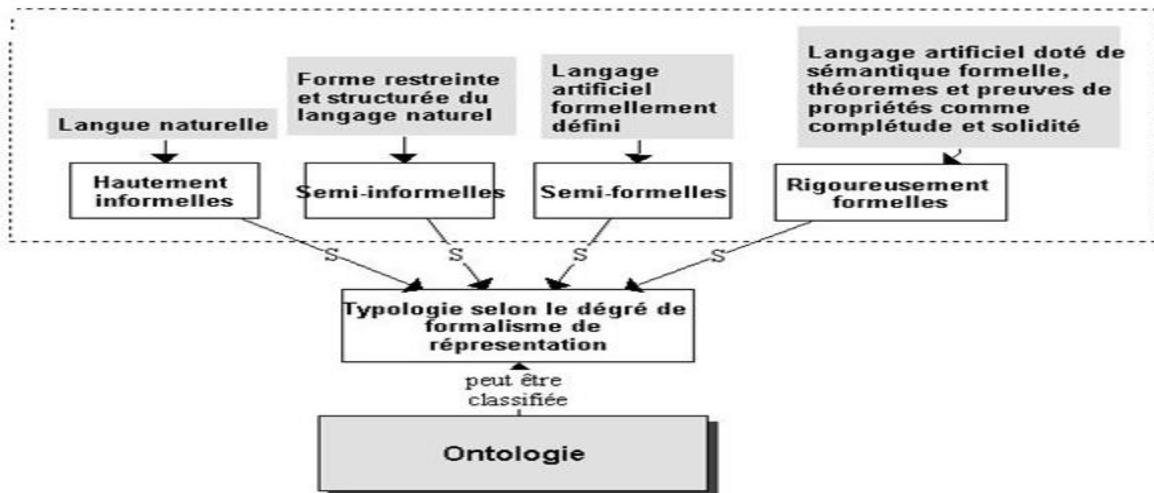 Langue naturelle
Forme restreinte
et structurée du
langage naturel
Langage
artificiel
formellement
défini
Langage artificiel doté de
sémantique formelle,
théoremes et preuves de
propriétés comme
complétude et solidité
Hautement
informelles
Semi-informelles
Semi-formelles
Rigoureusement
formelles
S
S
S
S
Typologie selon le dégré de
formalisme de
répresentation
peut être
classifiée
Ontologie